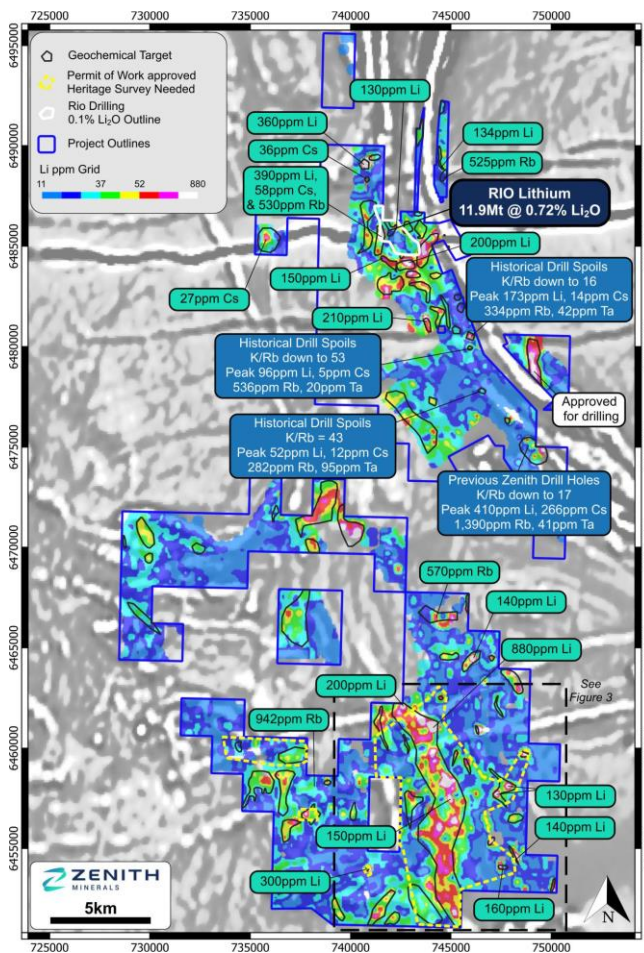 725000 730000 735000 740000 745000 750000
6495000
6490000
6485000
6480000
6475000
6470000
6465000
6460000
6455000
Geochemical Target
Permit of Work approved
Heritage Survey Needed
Rio Drilling
0.1% Li₂O Outline
Project Outlines
Li ppm Grid
11 37 52 880
130ppm Li
360ppm Li
36ppm Cs
390ppm Li,
58ppm Cs,
& 530ppm Rb
134ppm Li
525ppm Rb
RIO Lithium
11.9Mt @ 0.72% Li₂O
200ppm Li
150ppm Li
27ppm Cs
210ppm Li
Historical Drill Spoils
K/Rb down to 16
Peak 173ppm Li, 14ppm Cs
334ppm Rb, 42ppm Ta
Historical Drill Spoils
K/Rb down to 53
Peak 96ppm Li, 5ppm Cs
536ppm Rb, 20ppm Ta
Approved
for drilling
Historical Drill Spoils
K/Rb = 43
Peak 52ppm Li, 12ppm Cs
282ppm Rb, 95ppm Ta
Previous Zenith Drill Holes
K/Rb down to 17
Peak 410ppm Li, 266ppm Cs
1,390ppm Rb, 41ppm Ta
570ppm Rb
140ppm Li
880ppm Li
200ppm Li
See
Figure 3
942ppm Rb
130ppm Li
150ppm Li
140ppm Li
300ppm Li
160ppm Li
ZENITH
MINERALS
5km
N
725000 730000 735000 740000 745000 750000